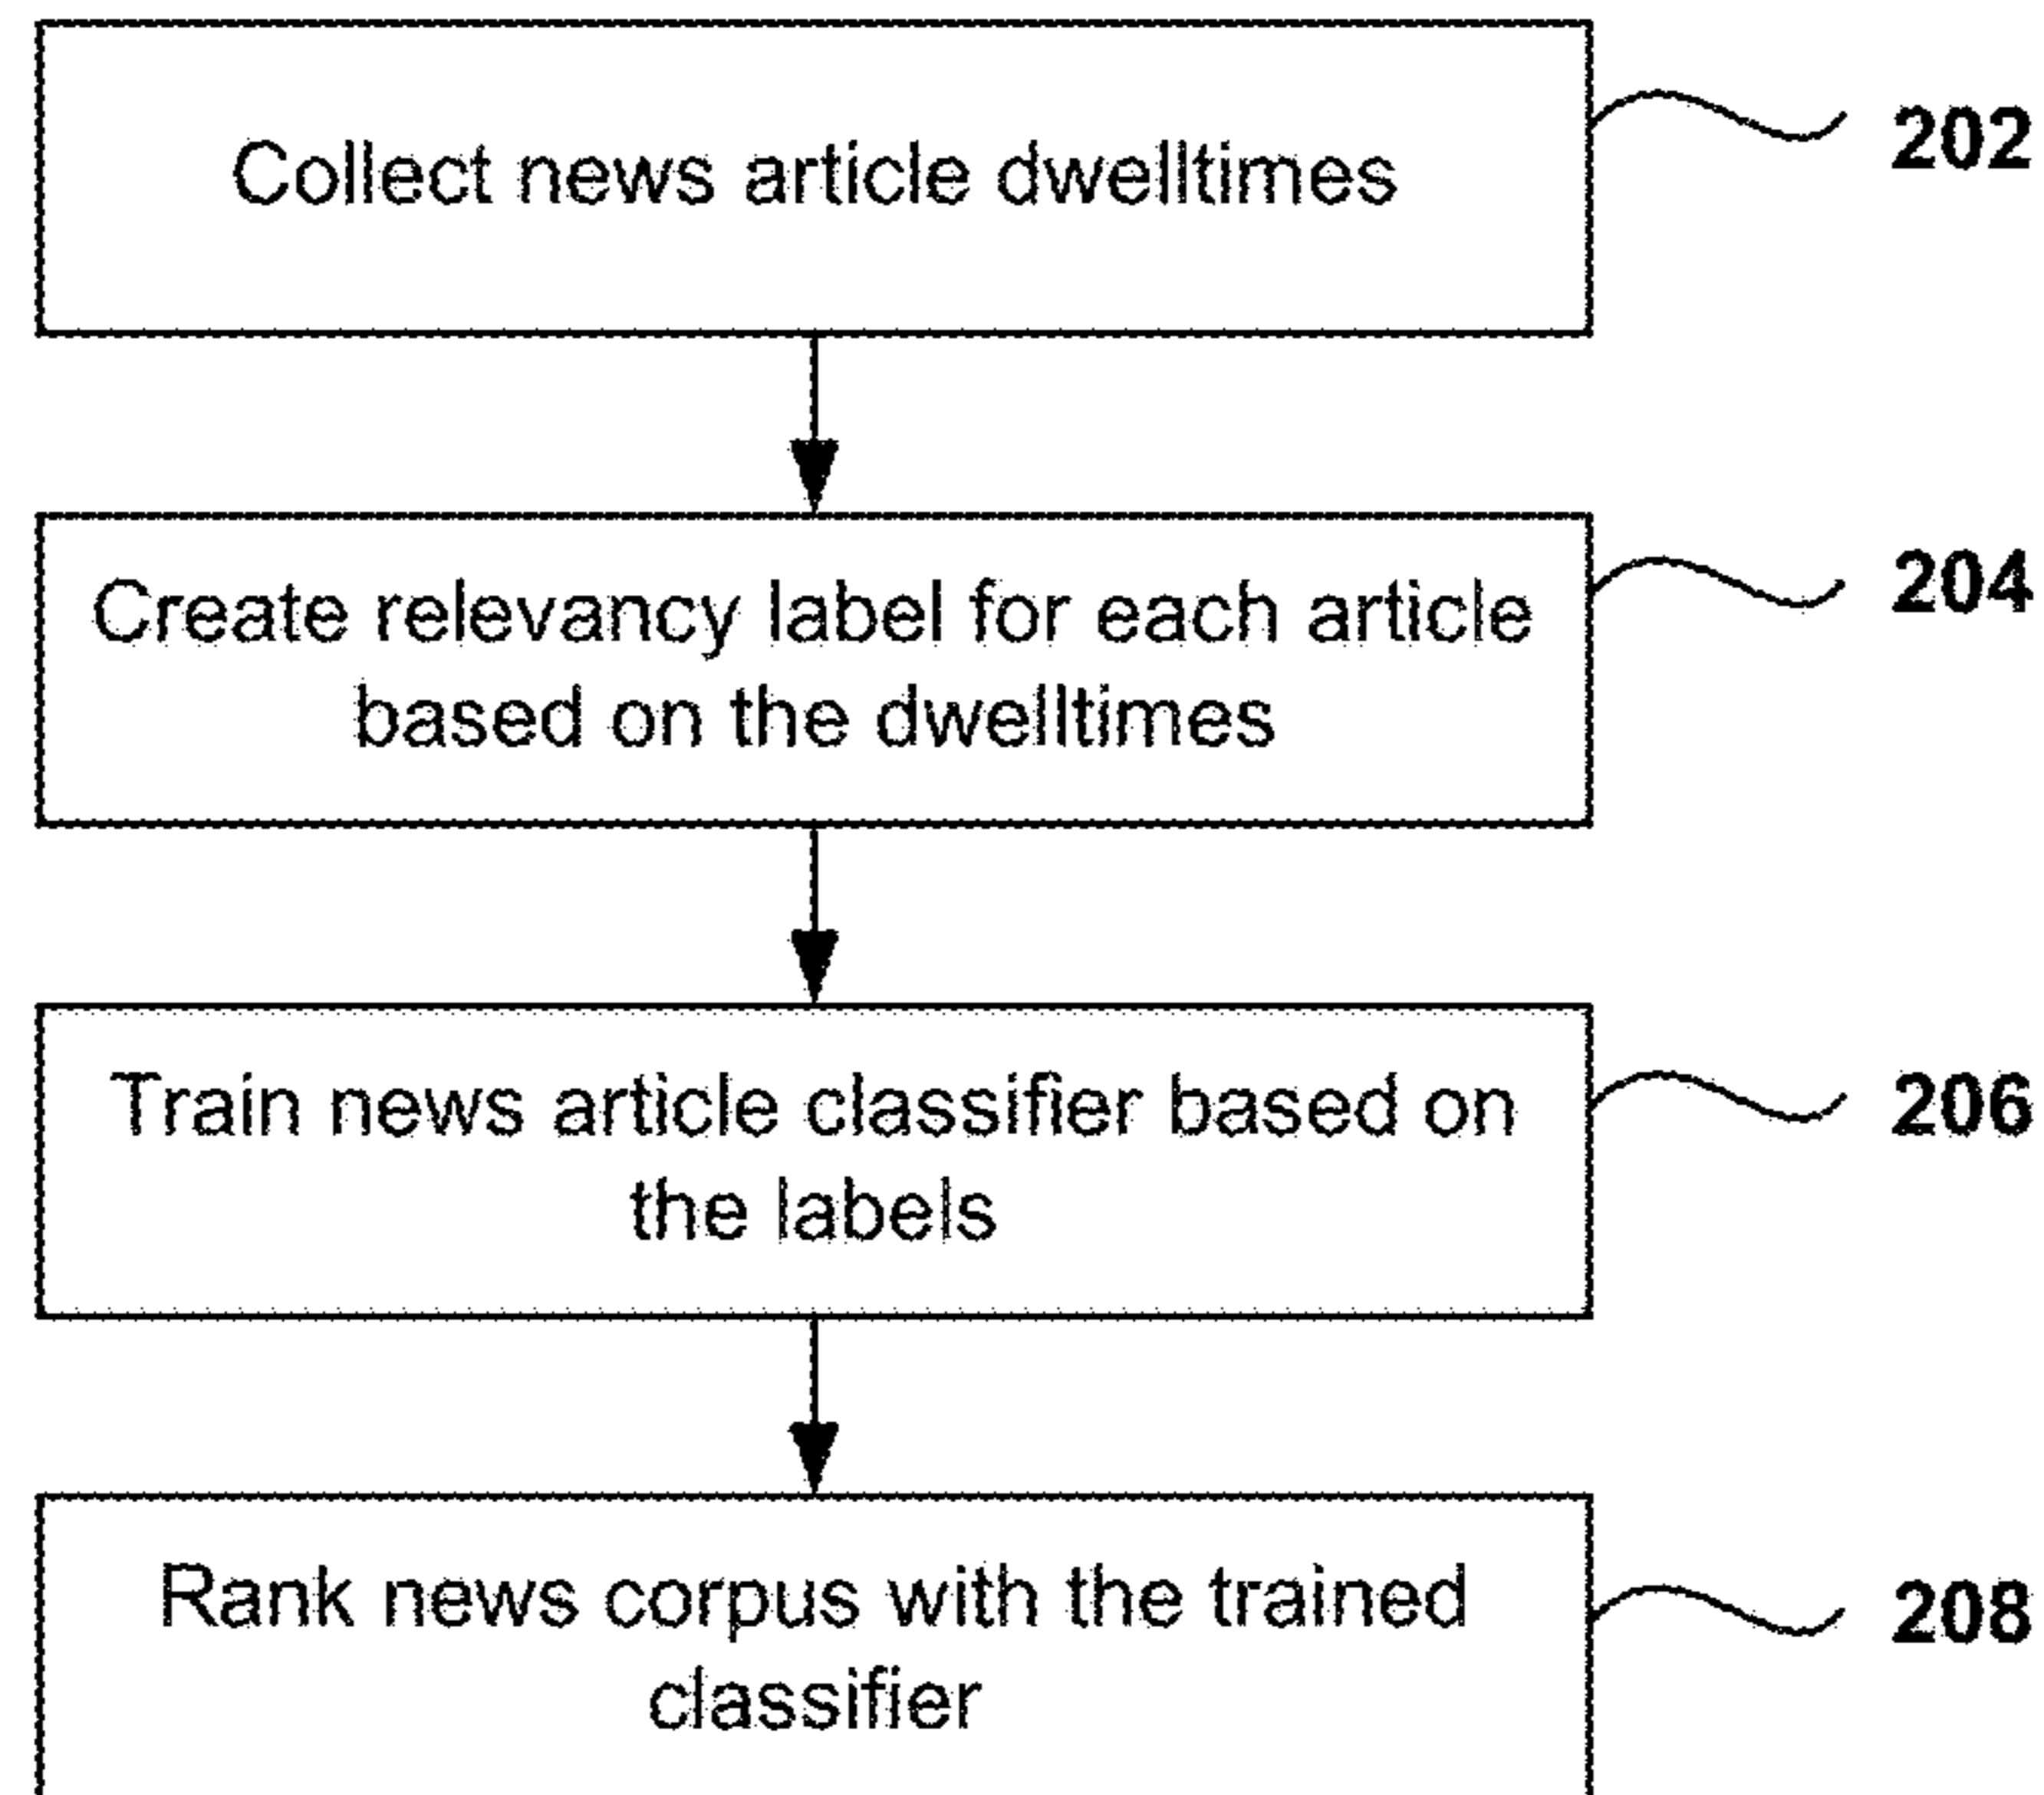 Collect news article dwelltimes
202
Create relevancy label for each article
based on the dwelltimes
204
Train news article classifier based on
the labels
206
Rank news corpus with the trained
classifier
208